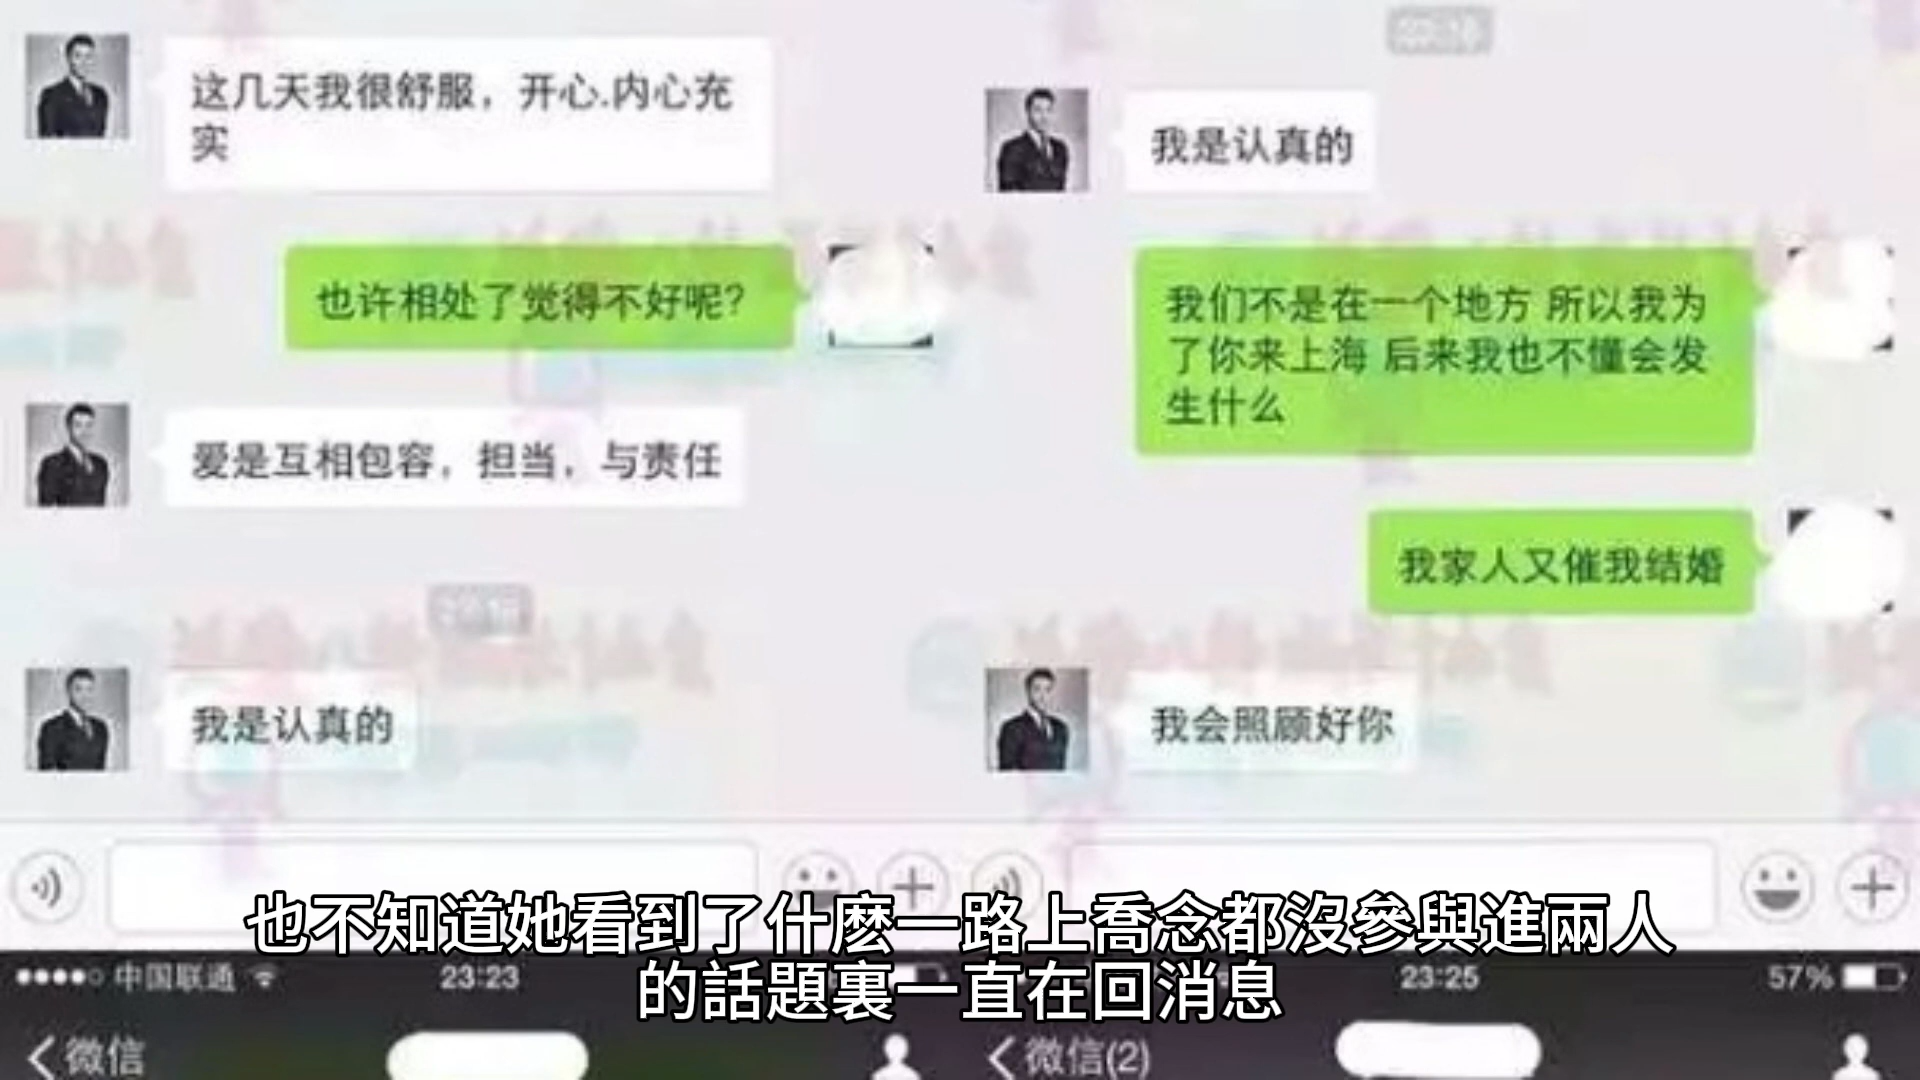 这几天我很舒服，开心.内心充
实
也许相处了觉得不好呢？
爱是互相包容，担当，与责任
我是认真的
我是认真的
我们不是在一个地方 所以我为
了你来上海 后来我也不懂会发
生什么
我家人又催我结婚
我会照顾好你
也不知道她看到了什麼一路上喬念都沒參與進兩人
的話題裏一直在回消息
中国联通
23:23
23:25
57%
微信
微信(2)